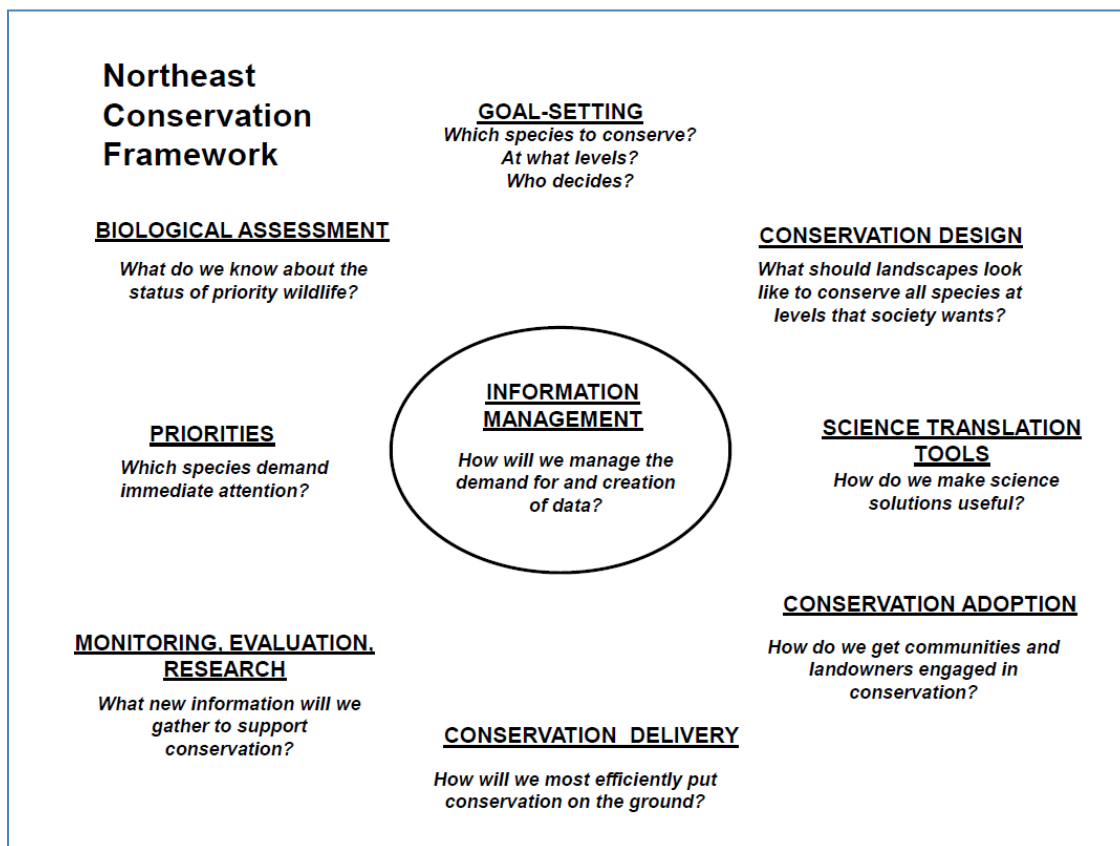 Northeast
Conservation
Framework
GOAL-SETTING
Which species to conserve?
At what levels?
Who decides?
BIOLOGICAL ASSESSMENT
What do we know about the
status of priority wildlife?
CONSERVATION DESIGN
What should landscapes look
like to conserve all species at
levels that society wants?
INFORMATION
MANAGEMENT
How will we manage the
demand for and creation
of data?
PRIORITIES
Which species demand
immediate attention?
SCIENCE TRANSLATION
TOOLS
How do we make science
solutions useful?
CONSERVATION ADOPTION
How do we get communities and
landowners engaged in
conservation?
MONITORING, EVALUATION,
RESEARCH
What new information will we
gather to support
conservation?
CONSERVATION DELIVERY
How will we most efficiently put
conservation on the ground?